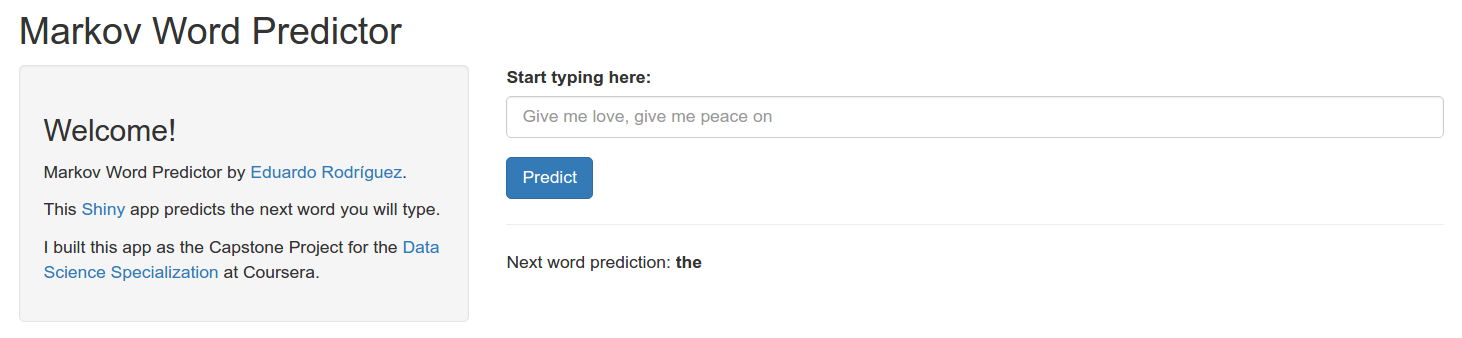 Markov Word Predictor
Welcome!
Markov Word Predictor by Eduardo Rodríguez.
This Shiny app predicts the next word you will type.
I built this app as the Capstone Project for the Data
Science Specialization at Coursera.
Start typing here:
Give me love, give me peace on
Predict
Next word prediction: the